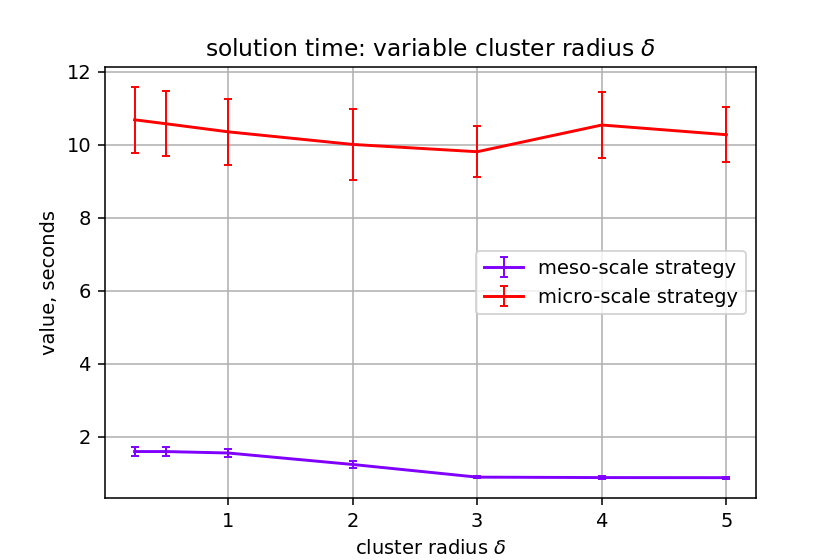 solution time: variable cluster radius δ
12
10
8
6
4
2
value, seconds
meso-scale strategy
micro-scale strategy
1 2 3 4 5
cluster radius δ